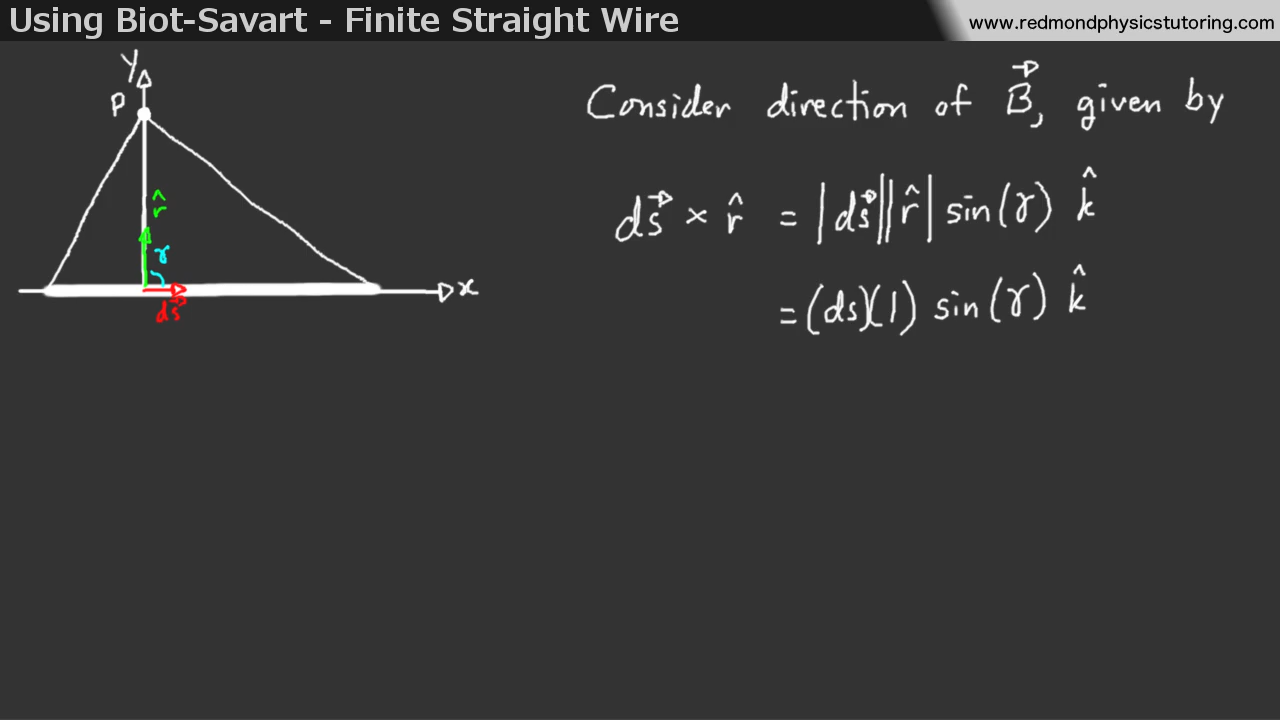 Using Biot-Savart - Finite Straight Wire
www.redmondphysicstutoring.com
Y
P
r̂
γ
ds⃗
x
Consider direction of B⃗, given by
ds⃗ × r̂ = |ds⃗||r̂| sin(γ) k̂
= (ds)(1) sin(γ) k̂